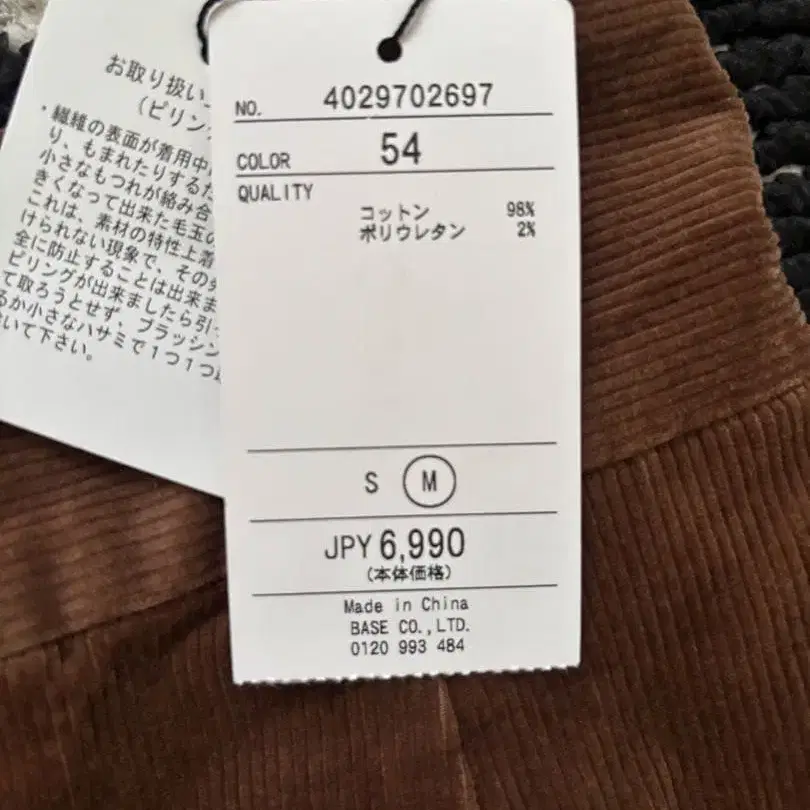 お取り扱い
(ピリン
・繊維の表面が着用中
り、もまれたりするた
小さなもつれが絡み合
きくなって出来た毛玉の
これは、素材の特性上着
けられない現象で、その
全に防止することは出来ま
ピリングが出来ましたら引っ
て取ろうとせず、ブラッシン
るか小さなハサミで1つ1つ
いて下さい。
NO. 4029702697
COLOR 54
QUALITY
コットン 98%
ポリウレタン 2%
S M
JPY 6,990
(本体価格)
Made in China
BASE CO.,LTD.
0120 993 484